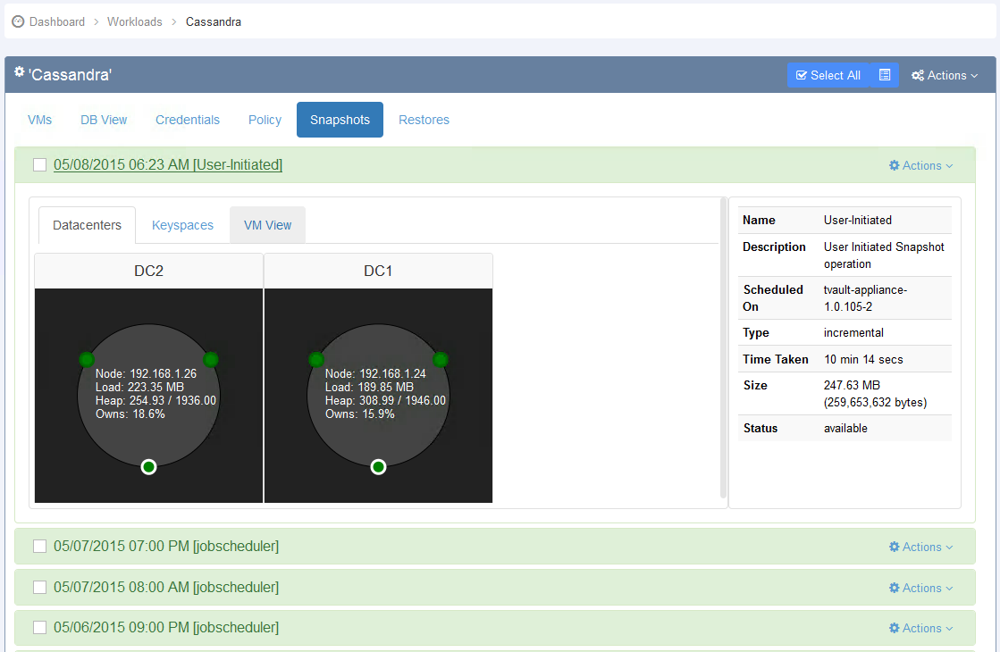 Dashboard > Workloads > Cassandra
'Cassandra'
Select All
Actions
VMs
DB View
Credentials
Policy
Snapshots
Restores
05/08/2015 06:23 AM [User-Initiated]
Actions
Datacenters
Keyspaces
VM View
DC2
DC1
Node: 192.168.1.26
Load: 223.35 MB
Heap: 254.93 / 1936.00
Owns: 18.6%
Node: 192.168.1.24
Load: 189.85 MB
Heap: 308.99 / 1946.00
Owns: 15.9%
Name User-Initiated
Description User Initiated Snapshot
operation
Scheduled tvault-appliance-
On 1.0.105-2
Type incremental
Time Taken 10 min 14 secs
Size 247.63 MB
(259,653,632 bytes)
Status available
05/07/2015 07:00 PM [jobscheduler]
Actions
05/07/2015 08:00 AM [jobscheduler]
Actions
05/06/2015 09:00 PM [jobscheduler]
Actions